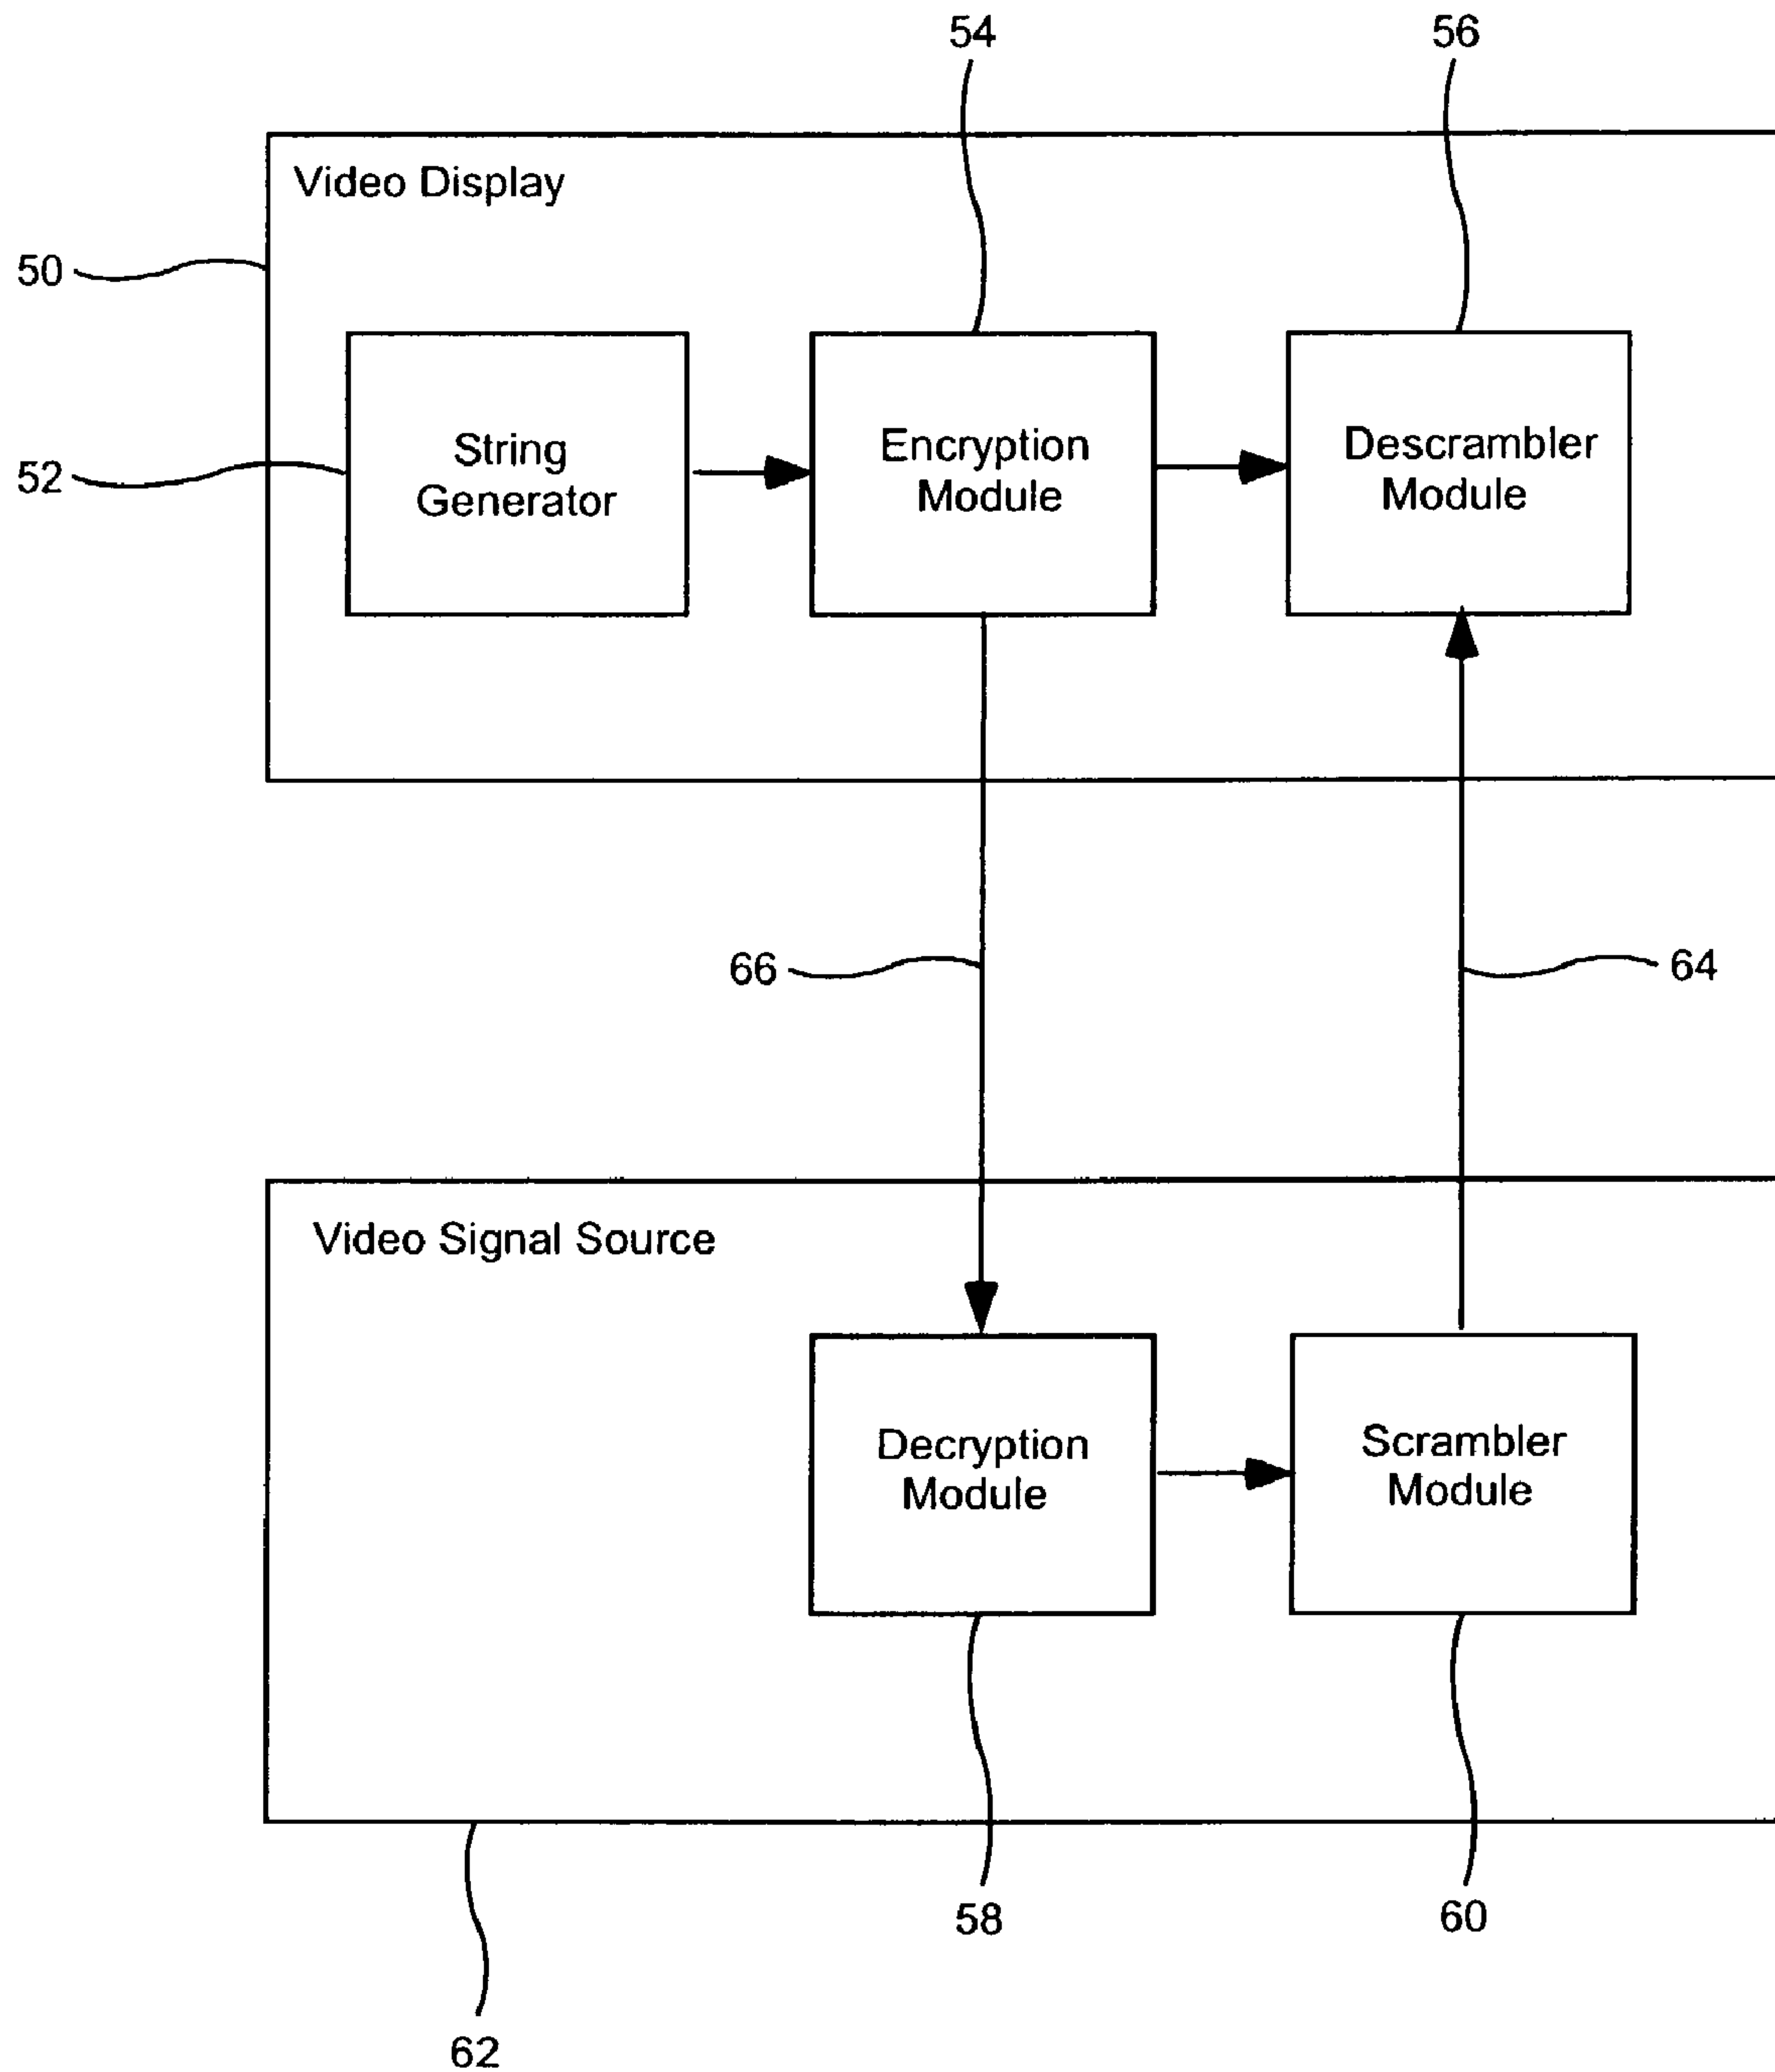 54
56
Video Display
50
String
Generator
Encryption
Module
Descrambler
Module
52
66
64
Video Signal Source
Decryption
Module
Scrambler
Module
58
60
62